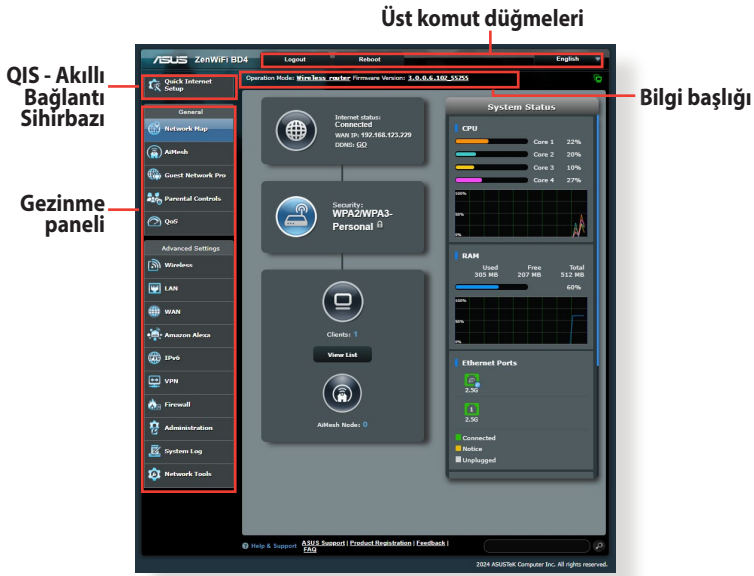 Üst komut düğmeleri
QIS - Akıllı
Bağlantı
Sihirbazı
Gezinme
paneli
Bilgi başlığı
ASUS ZenWiFi BD4
Logout
Reboot
English
Quick Internet
Setup
Operation Mode: Wireless router Firmware Version: 3.0.0.6.102_55255
General
Network Map
AiMesh
Guest Network Pro
Parental Controls
QoS
Advanced Settings
Wireless
LAN
WAN
Amazon Alexa
IPv6
VPN
Firewall
Administration
System Log
Network Tools
Internet status:
Connected
WAN IP: 192.168.123.229
DDNS: GO
Security:
WPA2/WPA3-
Personal
Clients: 1
View List
AiMesh Node: 0
System Status
CPU
Core 1 22%
Core 2 20%
Core 3 10%
Core 4 27%
100%
50%
0%
RAM
Used Free Total
305 MB 207 MB 512 MB
60%
100%
50%
0%
Ethernet Ports
2.5G
1
2.5G
Connected
Notice
Unplugged
Help & Support ASUS Support | Product Registration | Feedback |
FAQ
2024 ASUSTeK Computer Inc. All rights reserved.